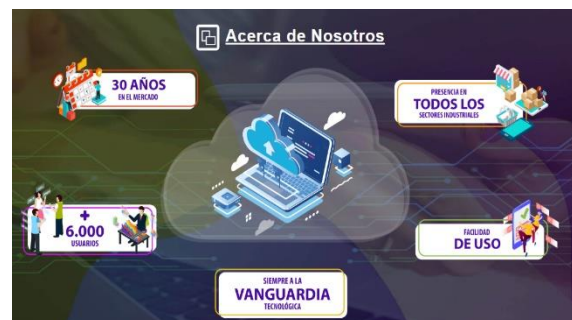 Acerca de Nosotros
30 AÑOS
EN EL MERCADO
PRESENCIA EN
TODOS LOS
SECTORES INDUSTRIALES
+
6.000
USUARIOS
FACILIDAD
DE USO
SIEMPRE A LA
VANGUARDIA
TECNOLÓGICA